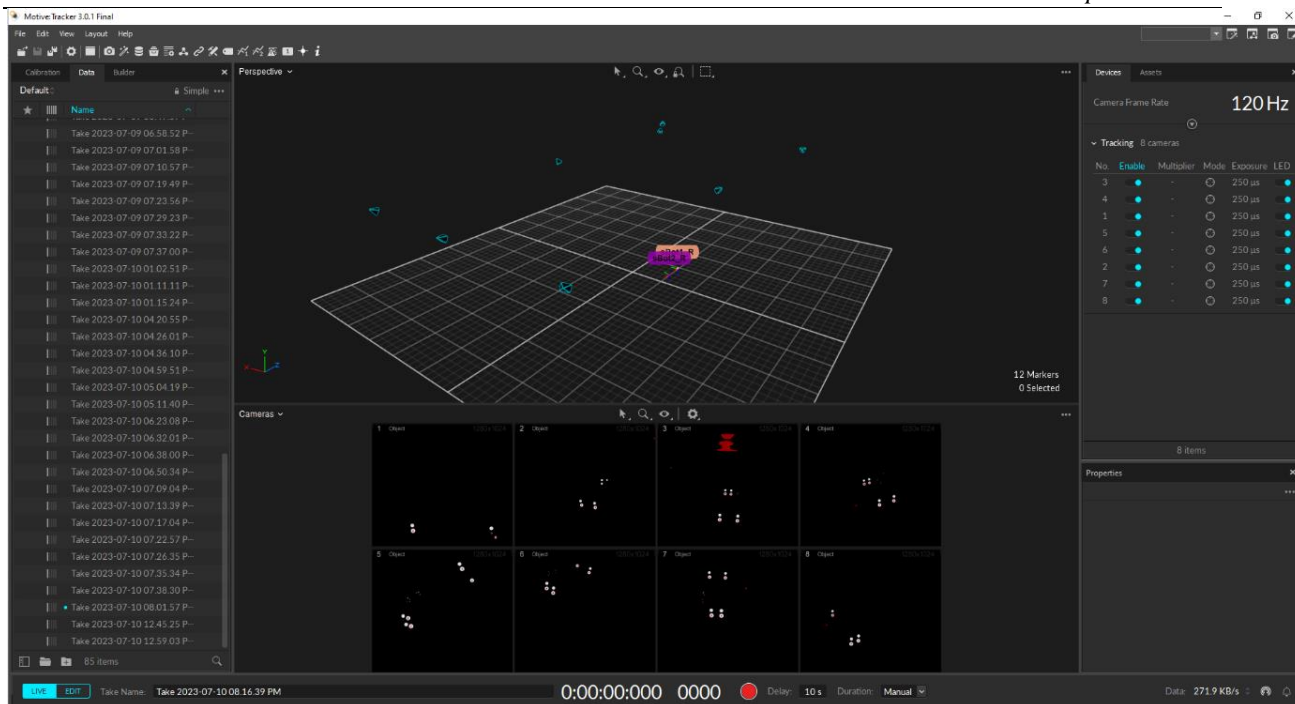 Motive:Tracker 3.0.1 Final
File Edit View Layout Help
Calibration Data Builder
Default
Simple
Name
Take 2023-07-09 06.58.52 P--
Take 2023-07-09 07.01.58 P--
Take 2023-07-09 07.10.57 P--
Take 2023-07-09 07.19.49 P--
Take 2023-07-09 07.23.56 P--
Take 2023-07-09 07.29.23 P--
Take 2023-07-09 07.33.22 P--
Take 2023-07-09 07.37.00 P--
Take 2023-07-10 01.02.51 P--
Take 2023-07-10 01.11.11 P--
Take 2023-07-10 01.15.24 P--
Take 2023-07-10 04.20.55 P--
Take 2023-07-10 04.26.01 P--
Take 2023-07-10 04.36.10 P--
Take 2023-07-10 04.59.51 P--
Take 2023-07-10 05.04.19 P--
Take 2023-07-10 05.11.40 P--
Take 2023-07-10 06.23.08 P--
Take 2023-07-10 06.32.01 P--
Take 2023-07-10 06.38.00 P--
Take 2023-07-10 06.50.34 P--
Take 2023-07-10 07.09.04 P--
Take 2023-07-10 07.13.39 P--
Take 2023-07-10 07.17.04 P--
Take 2023-07-10 07.22.57 P--
Take 2023-07-10 07.26.35 P--
Take 2023-07-10 07.35.34 P--
Take 2023-07-10 07.38.30 P--
Take 2023-07-10 08.01.57 P--
Take 2023-07-10 12.45.25 P--
Take 2023-07-10 12.59.03 P--
85 items
Perspective
Y
X
Z
12 Markers
0 Selected
Cameras
1 Object 1280x1024
2 Object 1280x1024
3 Object 1280x1024
4 Object 1280x1024
5 Object 1280x1024
6 Object 1280x1024
7 Object 1280x1024
8 Object 1280x1024
Devices Assets
Camera Frame Rate 120 Hz
Tracking 8 cameras
No. Enable Multiplier Mode Exposure LED
3 - 250 µs
4 - 250 µs
1 - 250 µs
5 - 250 µs
6 - 250 µs
2 - 250 µs
7 - 250 µs
8 - 250 µs
8 items
Properties
LIVE EDIT Take Name: Take 2023-07-10 08.16.39 PM 0:00:00:000 0000 Delay: 10 s Duration: Manual Data: 271.9 KB/s